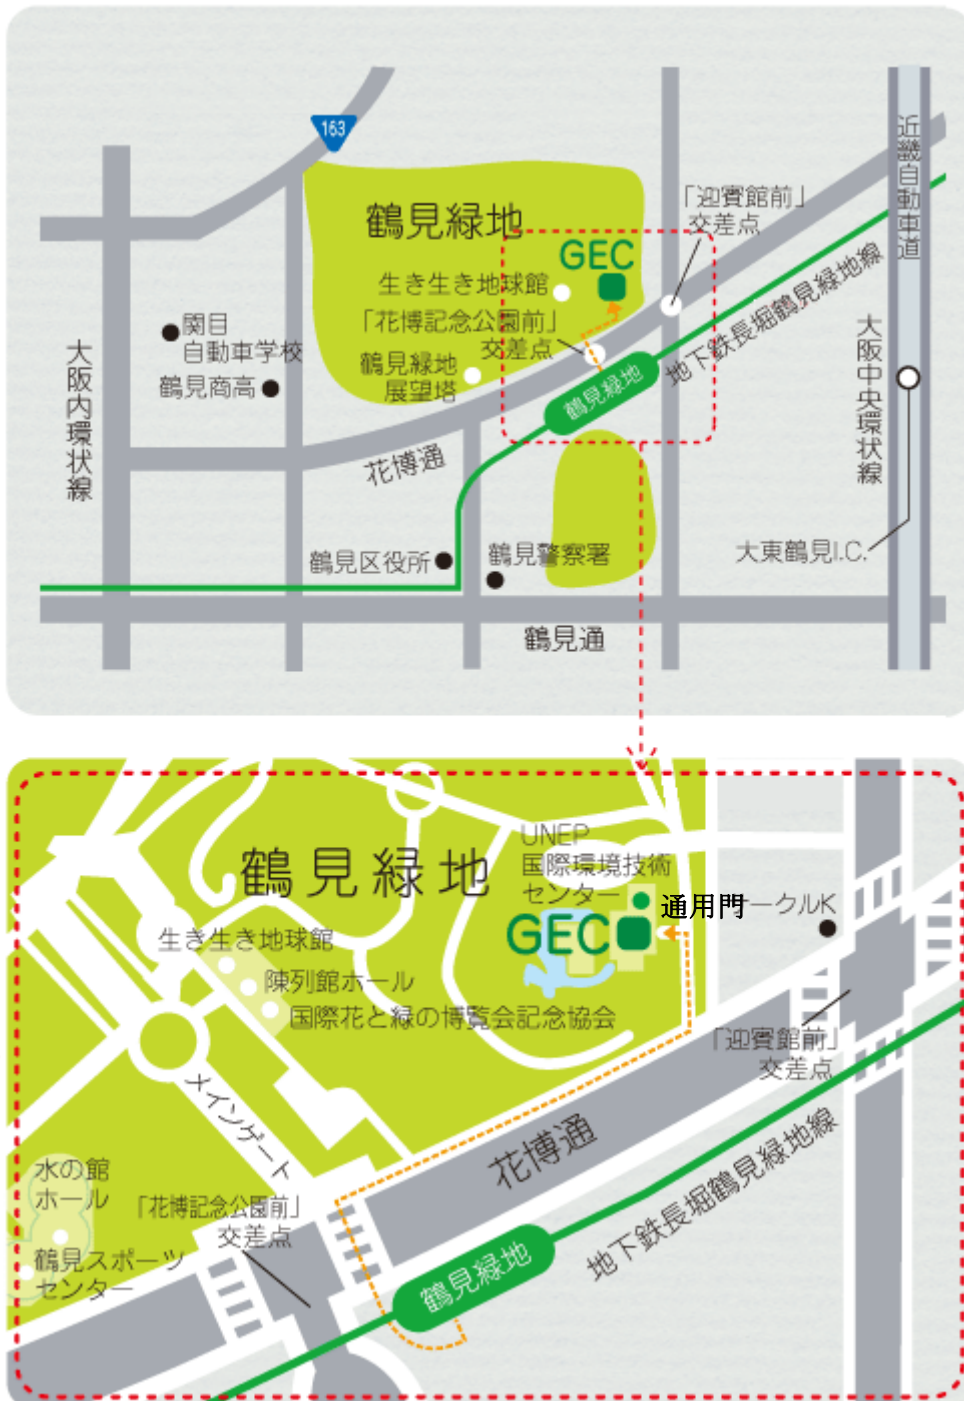 163
鶴見緑地
「迎賓館前」
交差点
近畿自動車道
GEC
生き生き地球館
「花博記念公園前」
交差点
鶴見緑地
展望塔
関目
自動車学校
鶴見商高
大阪内環状線
鶴見緑地
地下鉄長堀鶴見緑地線
大阪中央環状線
花博通
鶴見区役所
鶴見警察署
大東鶴見I.C.
鶴見通
UNEP
国際環境技術
センター
鶴見緑地
通用門
ークルK
GEC
生き生き地球館
陳列館ホール
国際花と緑の博覧会記念協会
「迎賓館前」
交差点
メインゲート
花博通
水の館
ホール
「花博記念公園前」
交差点
地下鉄長堀鶴見緑地線
鶴見スポーツ
センター
鶴見緑地